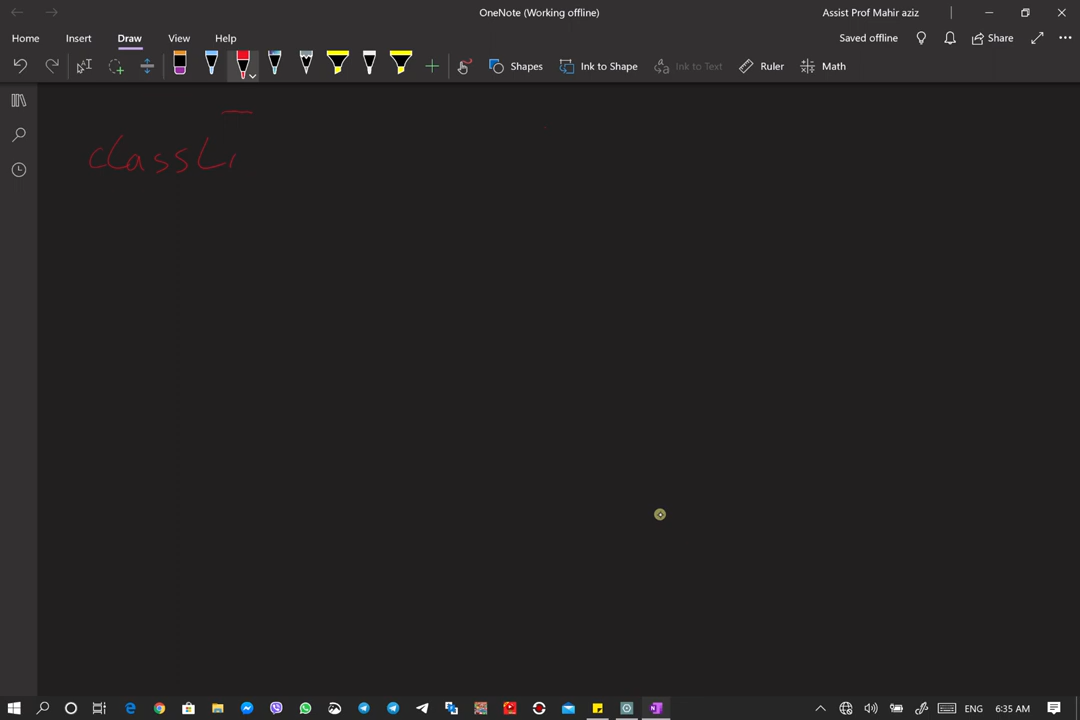 OneNote (Working offline)
Assist Prof Mahir aziz
Home Insert Draw View Help
Saved offline
Share
Shapes
Ink to Shape
Ink to Text
Ruler
Math
classLi
ENG
6:35 AM